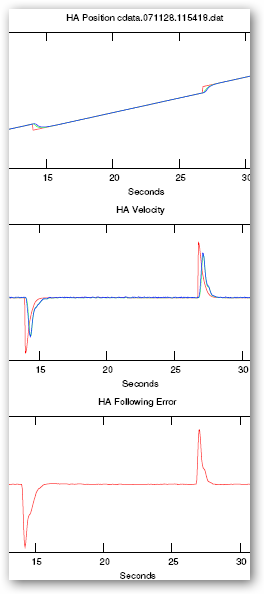 HA Position cdata.071128.115418.dat
15 20 25 30
Seconds
HA Velocity
15 20 25 30
Seconds
HA Following Error
15 20 25 30
Seconds